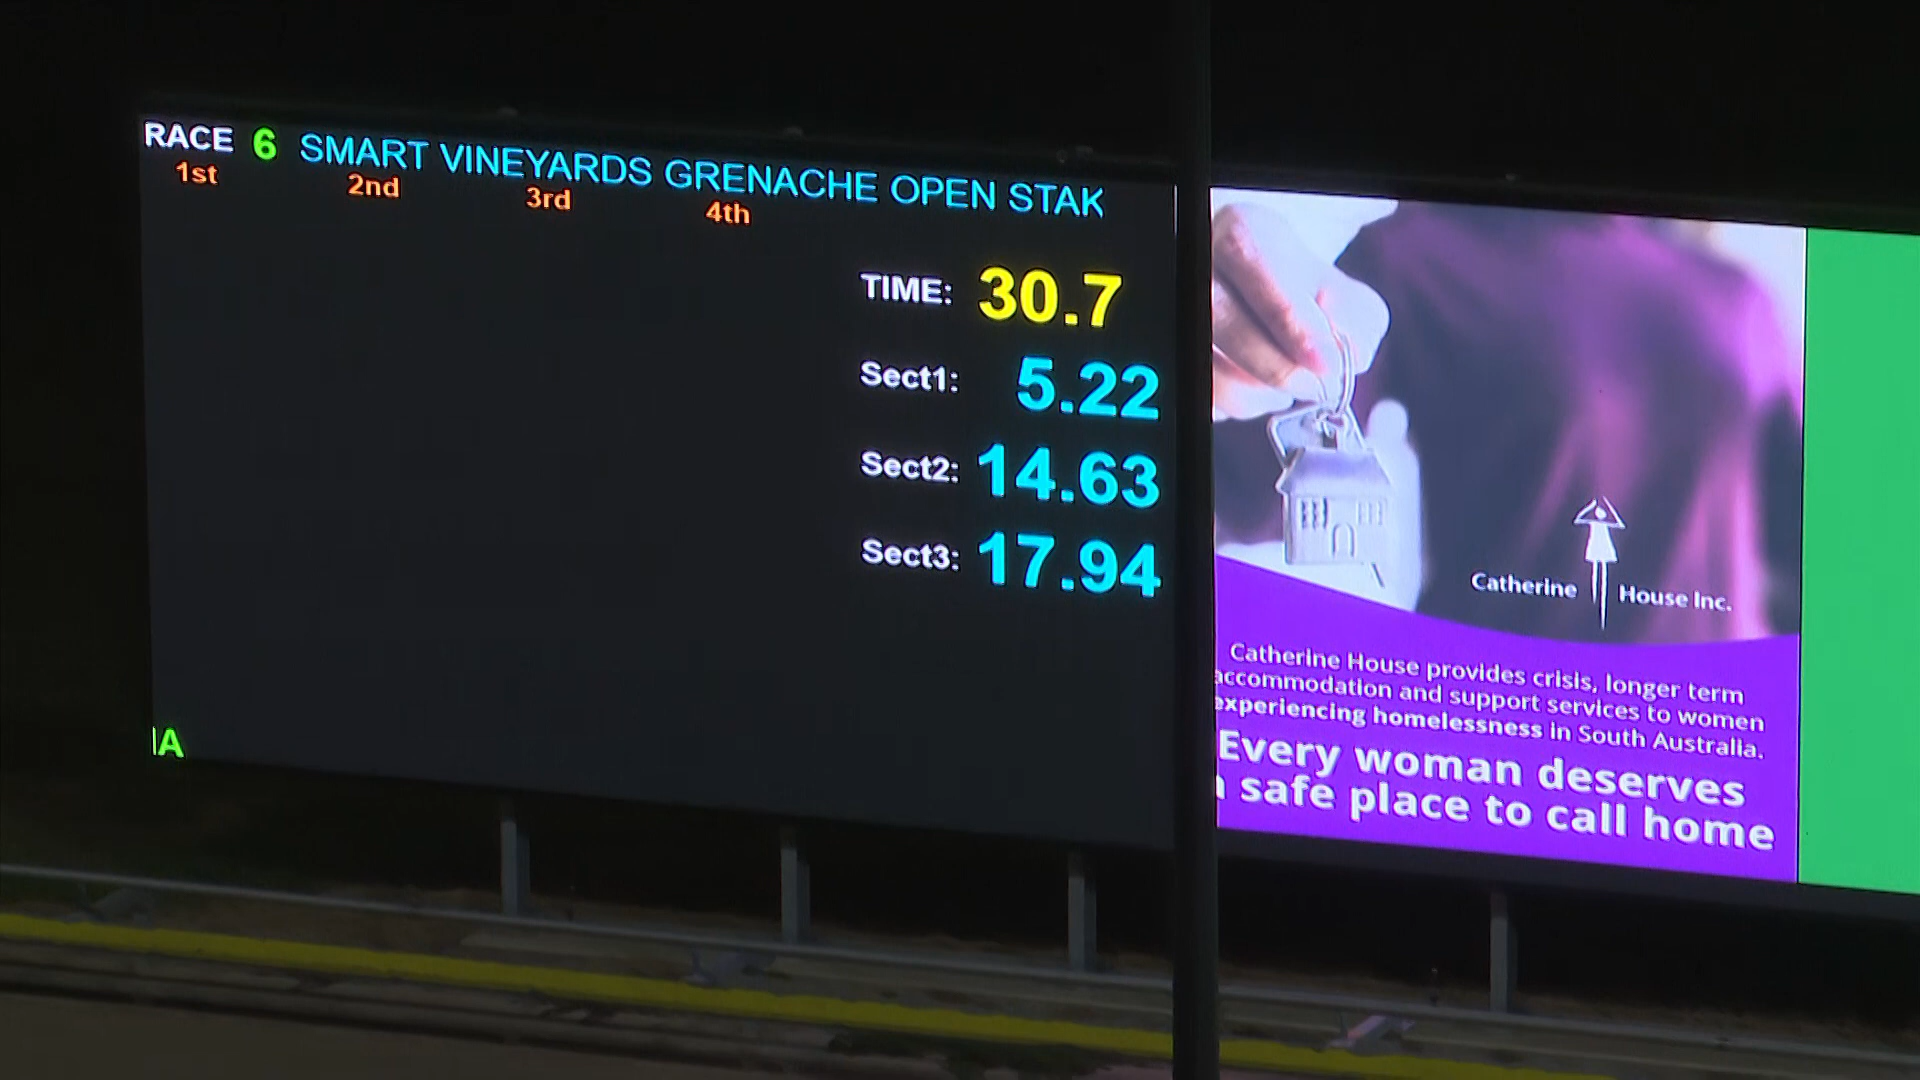 RACE 6 SMART VINEYARDS GRENACHE OPEN STAK
1st 2nd 3rd 4th
TIME: 30.7
Sect1: 5.22
Sect2: 14.63
Sect3: 17.94
A
Catherine House Inc.
Catherine House provides crisis, longer term
accommodation and support services to women
experiencing homelessness in South Australia.
Every woman deserves
a safe place to call home